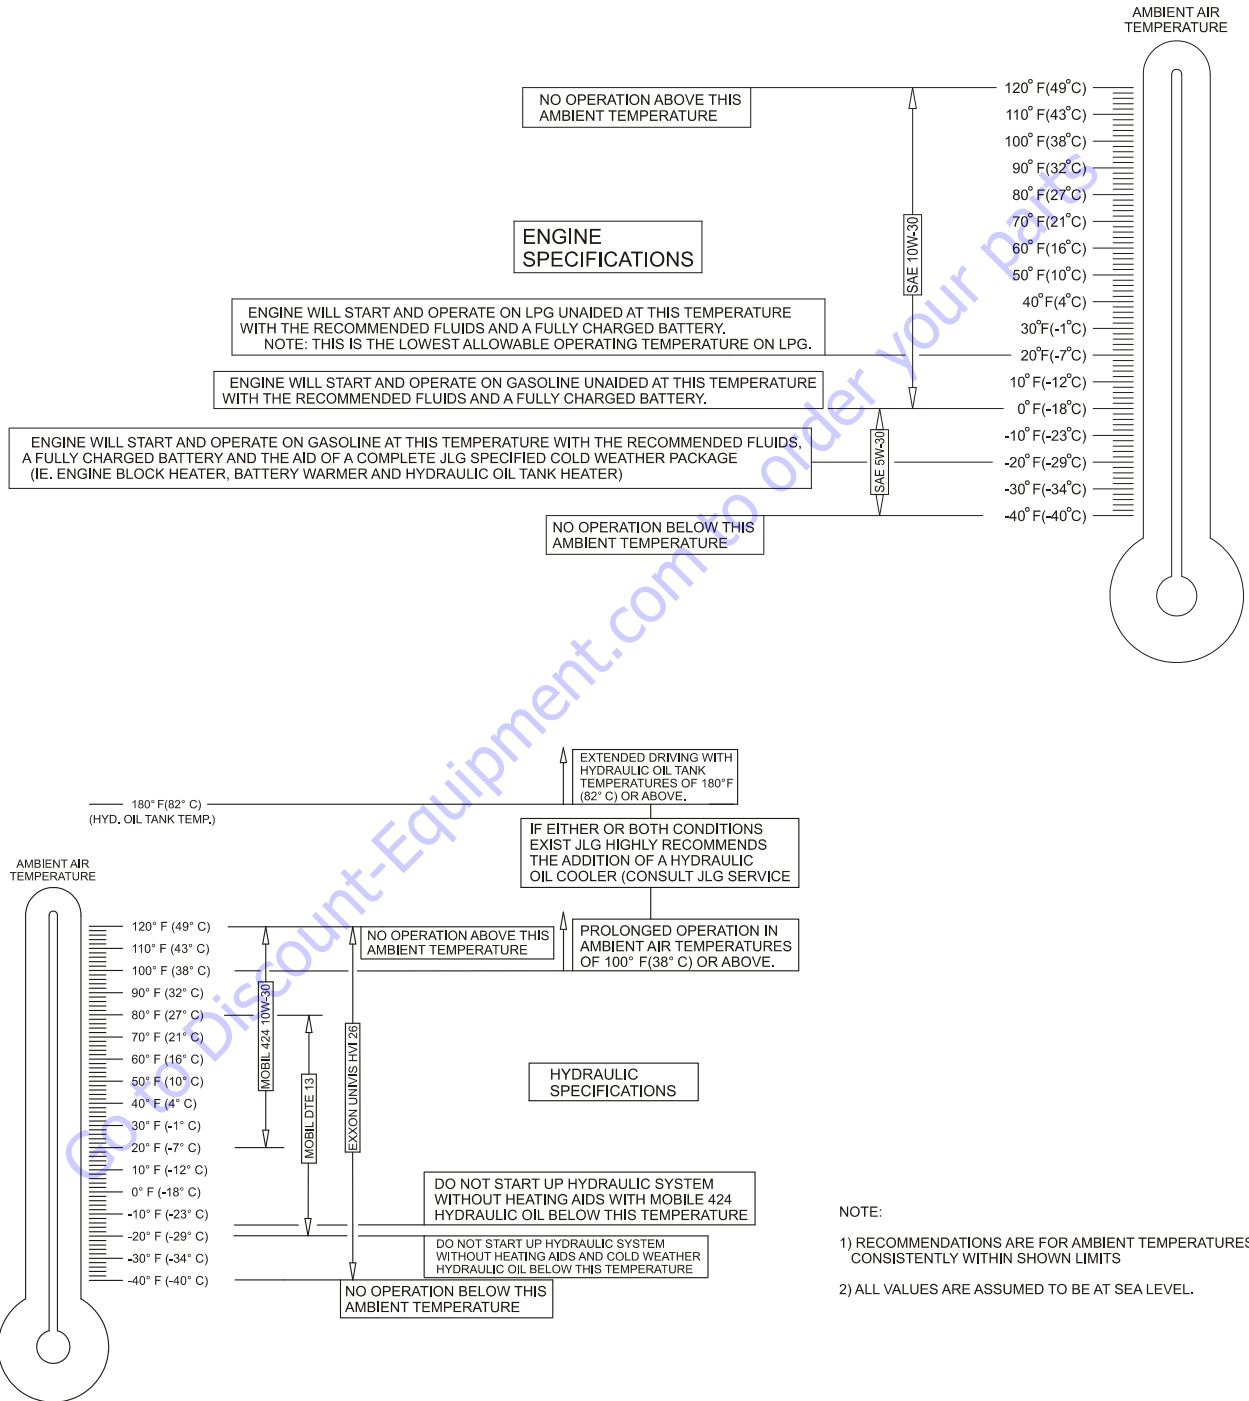 AMBIENT AIR
TEMPERATURE
120° F(49°C)
110° F(43°C)
100° F(38°C)
90° F(32°C)
80° F(27°C)
70° F(21°C)
60° F(16°C)
50° F(10°C)
40°F(4°C)
30°F(-1°C)
20°F(-7°C)
10°F(-12°C)
0° F(-18°C)
-10° F(-23°C)
-20° F(-29°C)
-30° F(-34°C)
-40° F(-40°C)
NO OPERATION ABOVE THIS
AMBIENT TEMPERATURE
SAE 10W-30
ENGINE
SPECIFICATIONS
ENGINE WILL START AND OPERATE ON LPG UNAIDED AT THIS TEMPERATURE
WITH THE RECOMMENDED FLUIDS AND A FULLY CHARGED BATTERY.
NOTE: THIS IS THE LOWEST ALLOWABLE OPERATING TEMPERATURE ON LPG.
ENGINE WILL START AND OPERATE ON GASOLINE UNAIDED AT THIS TEMPERATURE
WITH THE RECOMMENDED FLUIDS AND A FULLY CHARGED BATTERY.
ENGINE WILL START AND OPERATE ON GASOLINE AT THIS TEMPERATURE WITH THE RECOMMENDED FLUIDS,
A FULLY CHARGED BATTERY AND THE AID OF A COMPLETE JLG SPECIFIED COLD WEATHER PACKAGE
(IE. ENGINE BLOCK HEATER, BATTERY WARMER AND HYDRAULIC OIL TANK HEATER)
SAE 5W-30
NO OPERATION BELOW THIS
AMBIENT TEMPERATURE
Go to Discount-Equipment.com to order your parts
EXTENDED DRIVING WITH
HYDRAULIC OIL TANK
TEMPERATURES OF 180°F
(82° C) OR ABOVE.
180° F(82° C)
(HYD. OIL TANK TEMP.)
IF EITHER OR BOTH CONDITIONS
EXIST JLG HIGHLY RECOMMENDS
THE ADDITION OF A HYDRAULIC
OIL COOLER (CONSULT JLG SERVICE
AMBIENT AIR
TEMPERATURE
120° F (49° C)
110° F (43° C)
100° F (38° C)
90° F (32° C)
80° F (27° C)
70° F (21° C)
60° F (16° C)
50° F (10° C)
40° F (4° C)
30° F (-1° C)
20° F (-7° C)
10° F (-12° C)
0° F (-18° C)
-10° F (-23° C)
-20° F (-29° C)
-30° F (-34° C)
-40° F (-40° C)
NO OPERATION ABOVE THIS
AMBIENT TEMPERATURE
PROLONGED OPERATION IN
AMBIENT AIR TEMPERATURES
OF 100° F(38° C) OR ABOVE.
MOBIL 424 10W-30
MOBIL DTE 13
EXXON UNIVIS HVI 26
HYDRAULIC
SPECIFICATIONS
DO NOT START UP HYDRAULIC SYSTEM
WITHOUT HEATING AIDS WITH MOBILE 424
HYDRAULIC OIL BELOW THIS TEMPERATURE
DO NOT START UP HYDRAULIC SYSTEM
WITHOUT HEATING AIDS AND COLD WEATHER
HYDRAULIC OIL BELOW THIS TEMPERATURE
NO OPERATION BELOW THIS
AMBIENT TEMPERATURE
NOTE:
1) RECOMMENDATIONS ARE FOR AMBIENT TEMPERATURES
CONSISTENTLY WITHIN SHOWN LIMITS
2) ALL VALUES ARE ASSUMED TO BE AT SEA LEVEL.